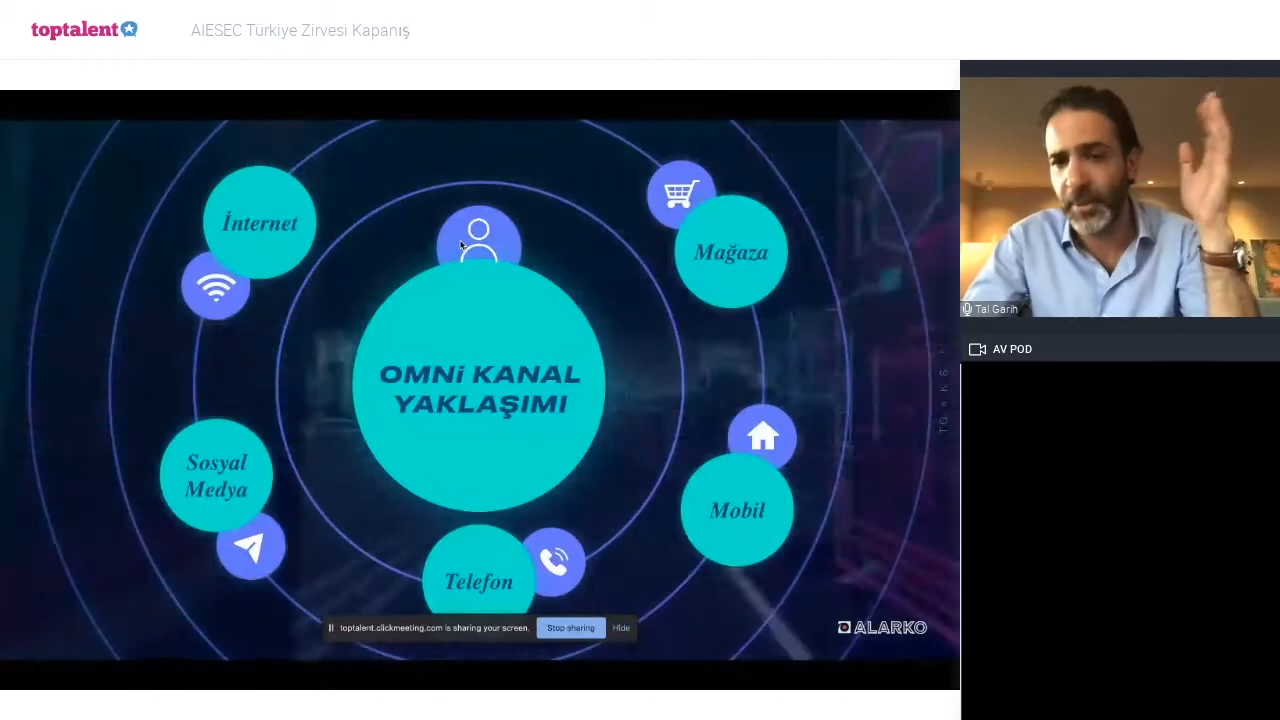 toptalent
AIESEC Türkiye Zirvesi Kapanış
İnternet
Mağaza
OMNi KANAL
YAKLAŞIMI
Sosyal
Medya
Mobil
Telefon
toptalent.clickmeeting.com is sharing your screen.
Stop sharing
Hide
ALARKO
Tal Garih
AV POD